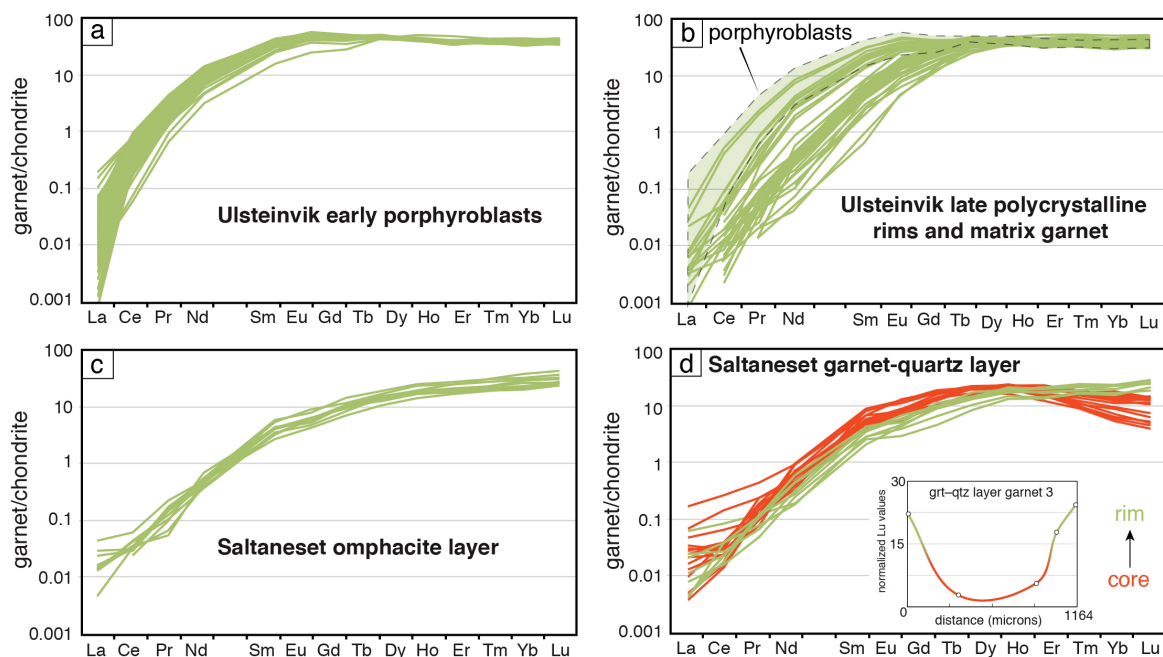 a
100
10
1
0.1
0.01
0.001
garnet/chondrite
Ulsteinvik early porphyroblasts
La Ce Pr Nd Sm Eu Gd Tb Dy Ho Er Tm Yb Lu
b
porphyroblasts
100
10
1
0.1
0.01
0.001
garnet/chondrite
Ulsteinvik late polycrystalline
rims and matrix garnet
La Ce Pr Nd Sm Eu Gd Tb Dy Ho Er Tm Yb Lu
c
100
10
1
0.1
0.01
0.001
garnet/chondrite
Saltaneset omphacite layer
La Ce Pr Nd Sm Eu Gd Tb Dy Ho Er Tm Yb Lu
d
Saltaneset garnet-quartz layer
100
10
1
0.1
0.01
0.001
garnet/chondrite
30
15
0
normalized Lu values
grt–qtz layer garnet 3
distance (microns)
1164
rim
core
La Ce Pr Nd Sm Eu Gd Tb Dy Ho Er Tm Yb Lu